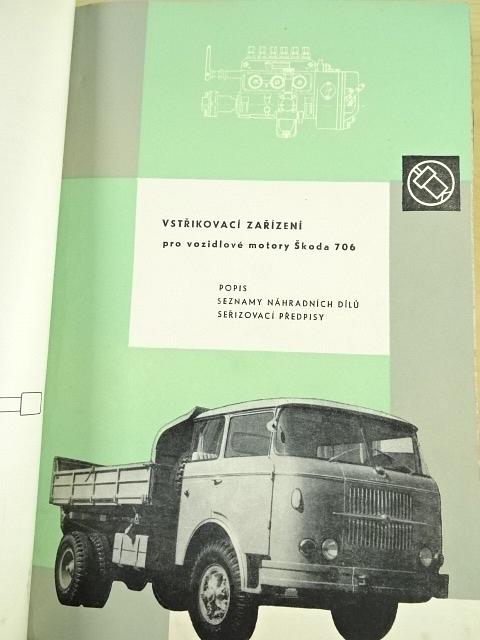 VSTŘIKOVACÍ ZAŘÍZENÍ
pro vozidlové motory Škoda 706
POPIS
SEZNAMY NÁHRADNÍCH DÍLŮ
SEŘIZOVACÍ PŘEDPISY